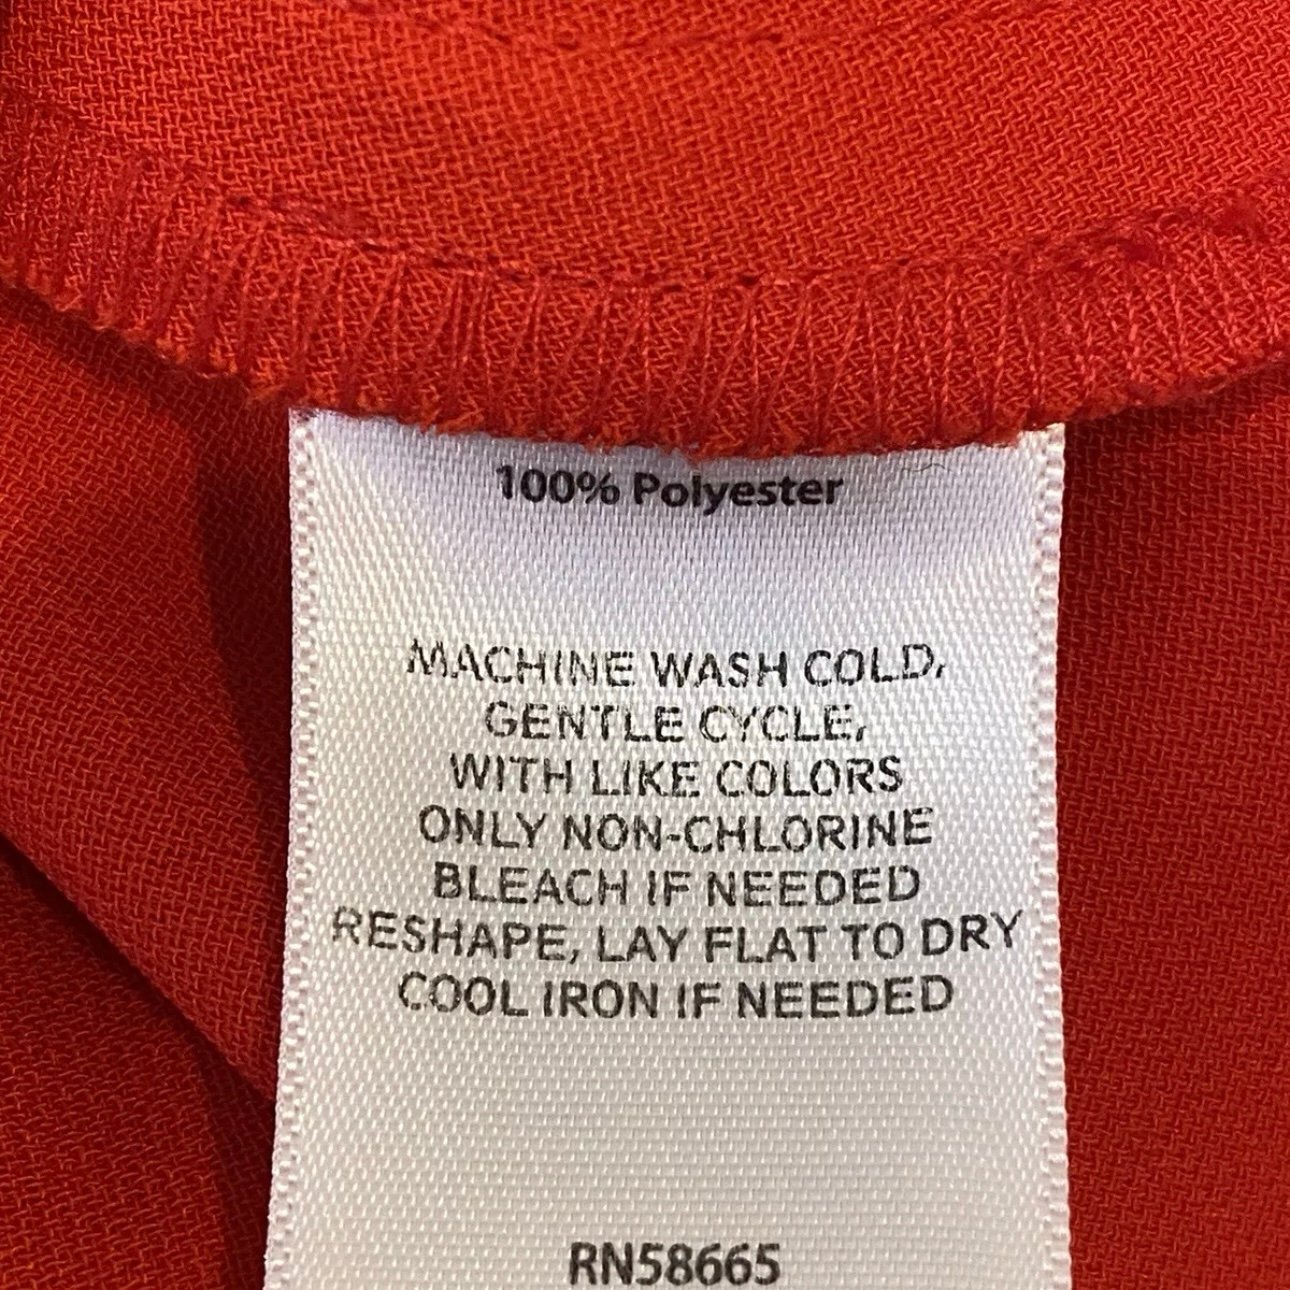 100% Polyester
MACHINE WASH COLD,
GENTLE CYCLE,
WITH LIKE COLORS
ONLY NON-CHLORINE
BLEACH IF NEEDED
RESHAPE, LAY FLAT TO DRY
COOL IRON IF NEEDED
RN58665